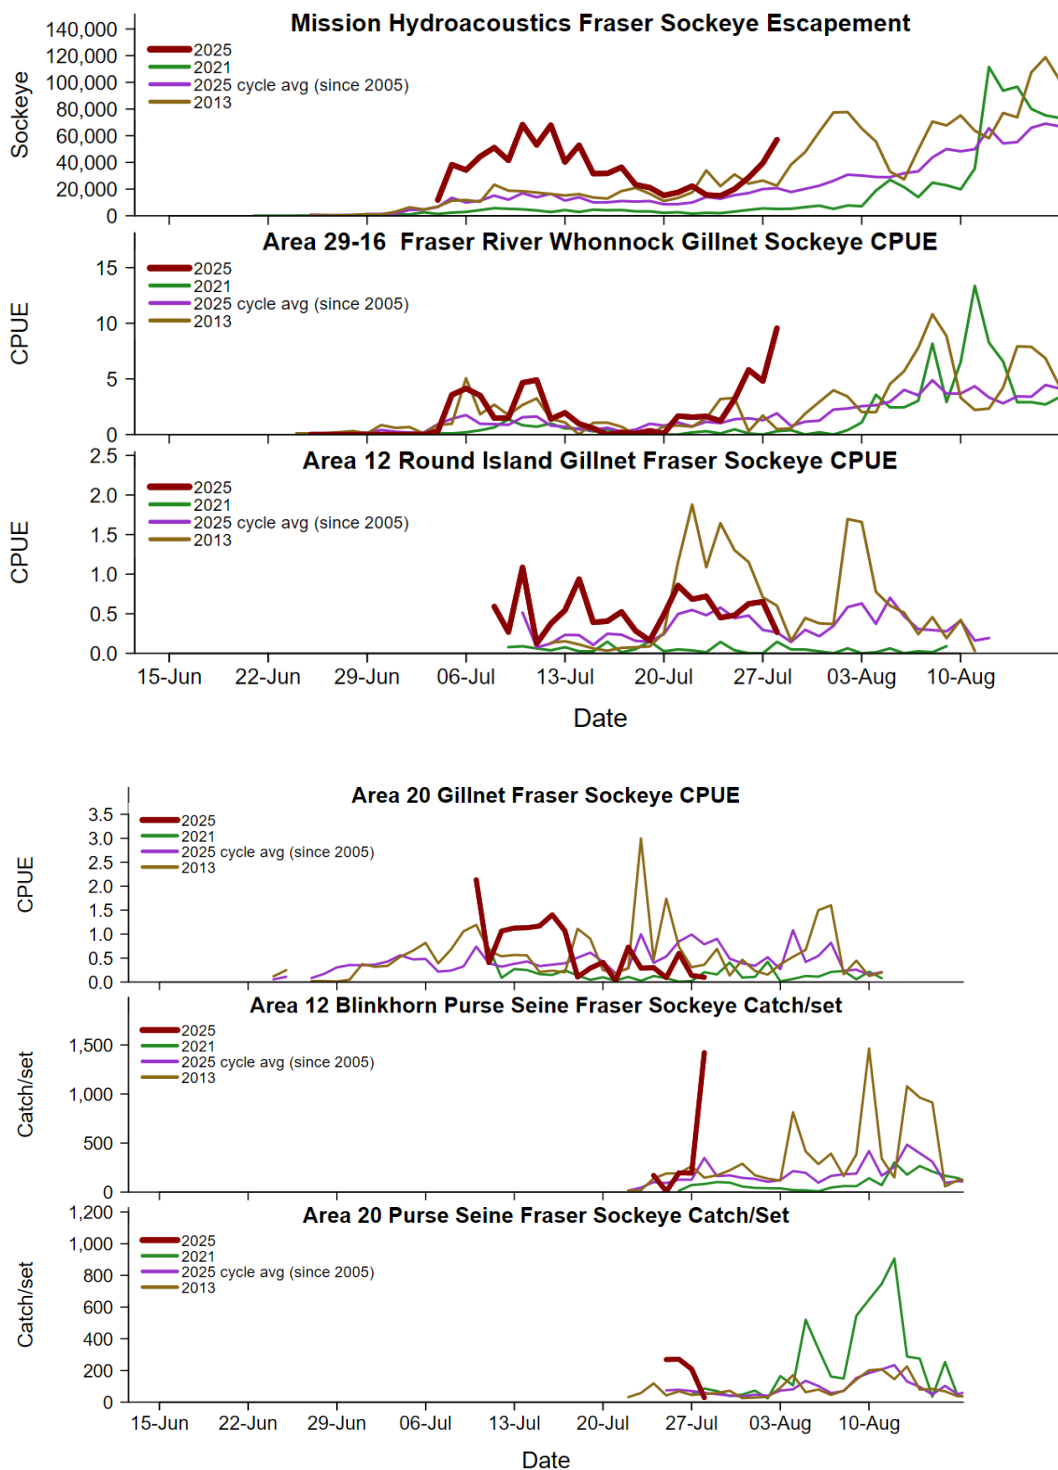 Mission Hydroacoustics Fraser Sockeye Escapement
Sockeye
140,000
120,000
100,000
80,000
60,000
40,000
20,000
0
2025
2021
2025 cycle avg (since 2005)
2013
Area 29-16 Fraser River Whonnock Gillnet Sockeye CPUE
CPUE
15
10
5
0
2025
2021
2025 cycle avg (since 2005)
2013
Area 12 Round Island Gillnet Fraser Sockeye CPUE
CPUE
2.5
2.0
1.5
1.0
0.5
0.0
2025
2021
2025 cycle avg (since 2005)
2013
15-Jun 22-Jun 29-Jun 06-Jul 13-Jul 20-Jul 27-Jul 03-Aug 10-Aug
Date
Area 20 Gillnet Fraser Sockeye CPUE
CPUE
3.5
3.0
2.5
2.0
1.5
1.0
0.5
0.0
2025
2021
2025 cycle avg (since 2005)
2013
Area 12 Blinkhorn Purse Seine Fraser Sockeye Catch/set
Catch/set
1,500
1,000
500
0
2025
2021
2025 cycle avg (since 2005)
2013
Area 20 Purse Seine Fraser Sockeye Catch/Set
Catch/set
1,200
1,000
800
600
400
200
0
2025
2021
2025 cycle avg (since 2005)
2013
15-Jun 22-Jun 29-Jun 06-Jul 13-Jul 20-Jul 27-Jul 03-Aug 10-Aug
Date